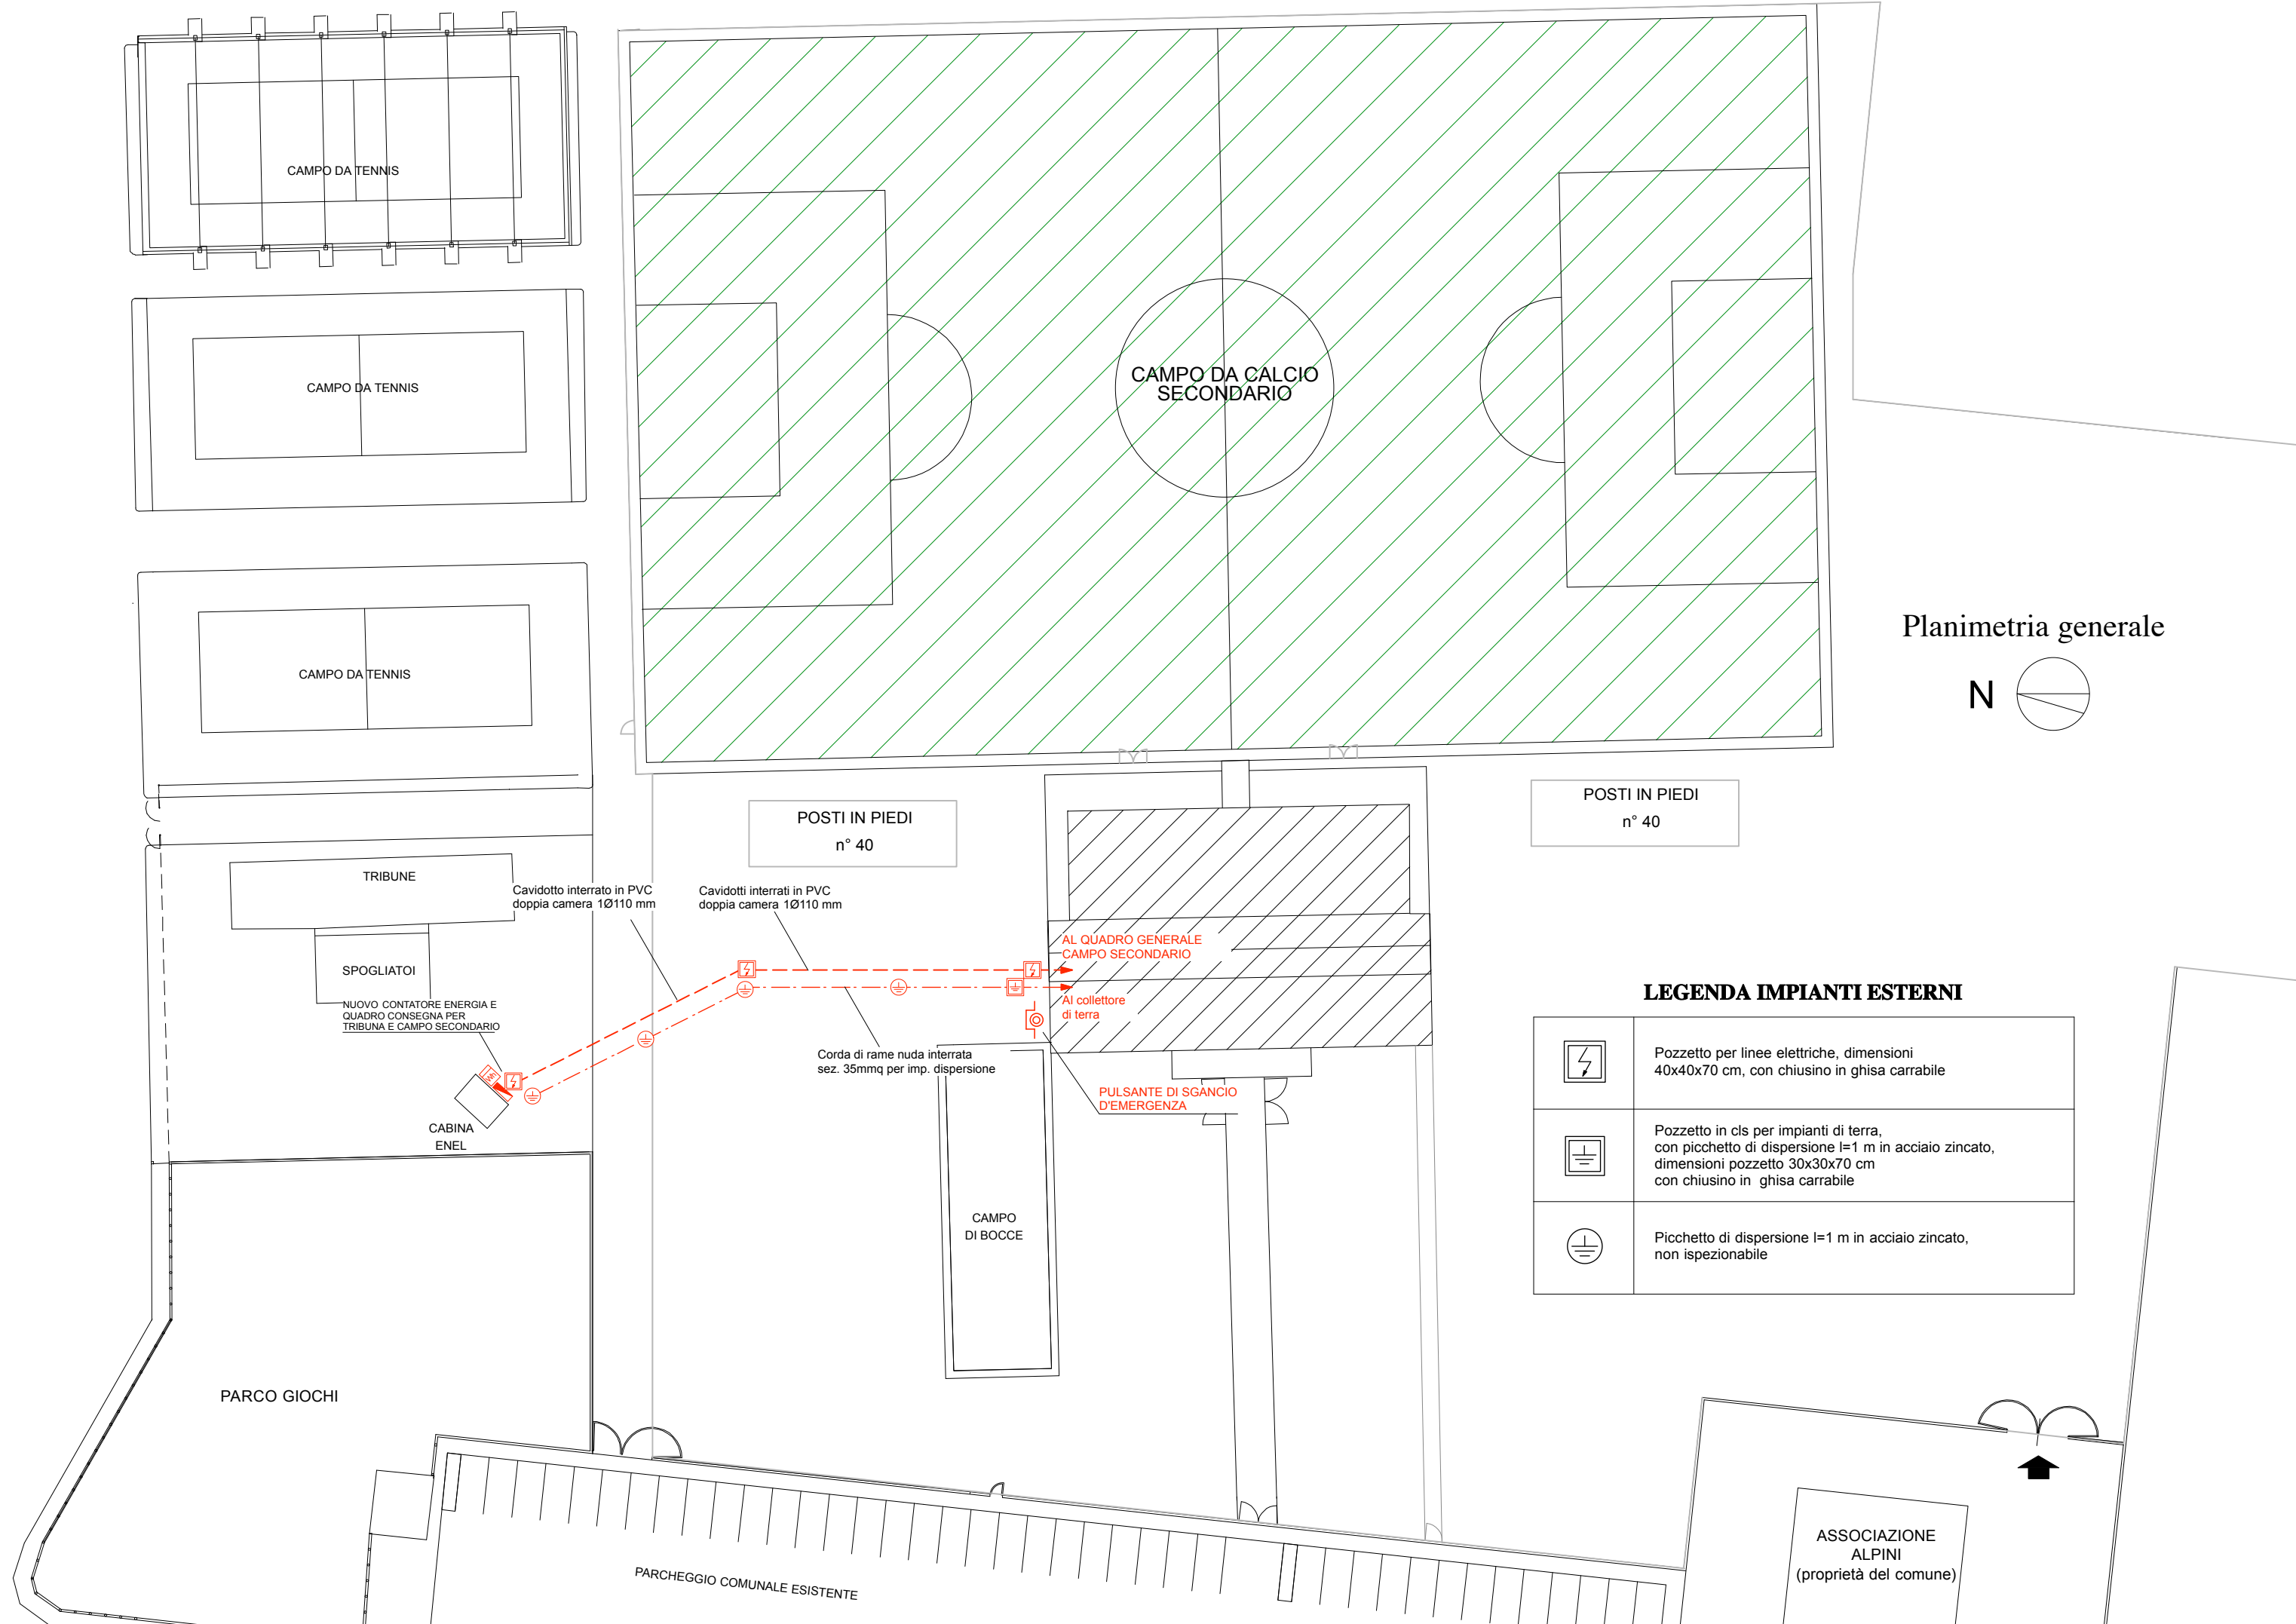 CAMPO DA TENNIS
CAMPO DA TENNIS
CAMPO DA TENNIS
CAMPO DA CALCIO
SECONDARIO
Planimetria generale
N
POSTI IN PIEDI
n° 40
POSTI IN PIEDI
n° 40
TRIBUNE
SPOGLIATOI
Cavidotto interrato in PVC
doppia camera 1Ø110 mm
Cavidotti interrati in PVC
doppia camera 1Ø110 mm
AL QUADRO GENERALE
CAMPO SECONDARIO
Al collettore
di terra
NUOVO CONTATORE ENERGIA E
QUADRO CONSEGNA PER
TRIBUNA E CAMPO SECONDARIO
Corda di rame nuda interrata
sez. 35mmq per imp. dispersione
PULSANTE DI SGANCIO
D'EMERGENZA
CABINA
ENEL
CAMPO
DI BOCCE
LEGENDA IMPIANTI ESTERNI
Pozzetto per linee elettriche, dimensioni
40x40x70 cm, con chiusino in ghisa carrabile
Pozzetto in cls per impianti di terra,
con picchetto di dispersione l=1 m in acciaio zincato,
dimensioni pozzetto 30x30x70 cm
con chiusino in ghisa carrabile
Picchetto di dispersione l=1 m in acciaio zincato,
non ispezionabile
PARCO GIOCHI
PARCHEGGIO COMUNALE ESISTENTE
ASSOCIAZIONE
ALPINI
(proprietà del comune)